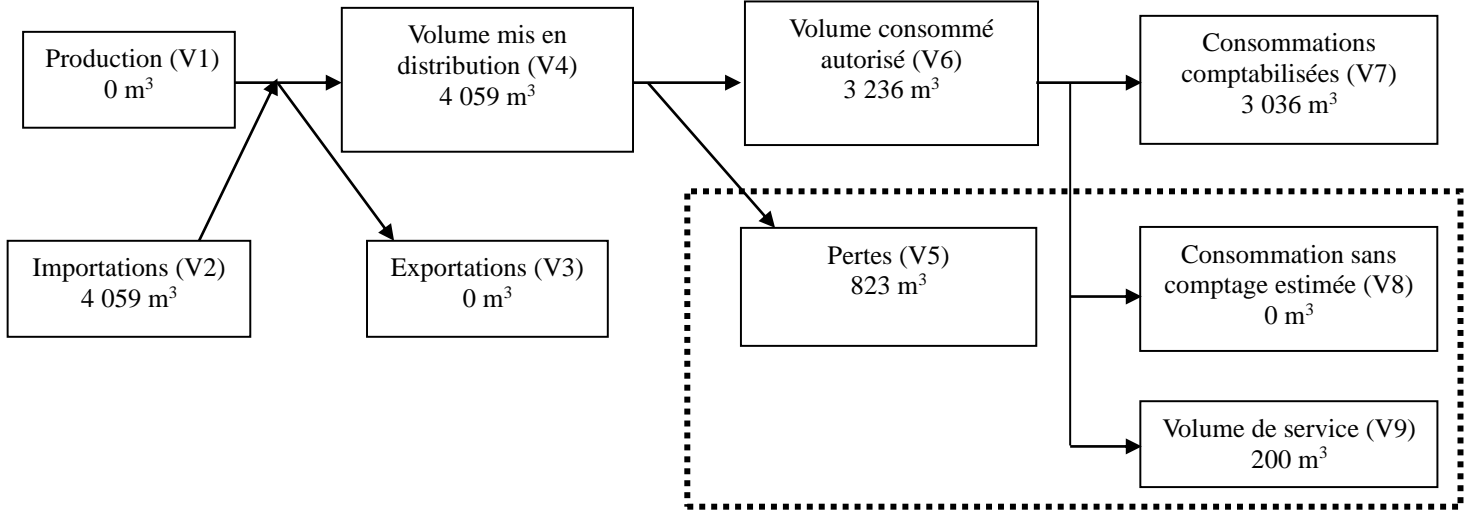 Production (V1)
0 m³
Volume mis en
distribution (V4)
4 059 m³
Volume consommé
autorisé (V6)
3 236 m³
Consommations
comptabilisées (V7)
3 036 m³
Importations (V2)
4 059 m³
Exportations (V3)
0 m³
Pertes (V5)
823 m³
Consommation sans
comptage estimée (V8)
0 m³
Volume de service (V9)
200 m³